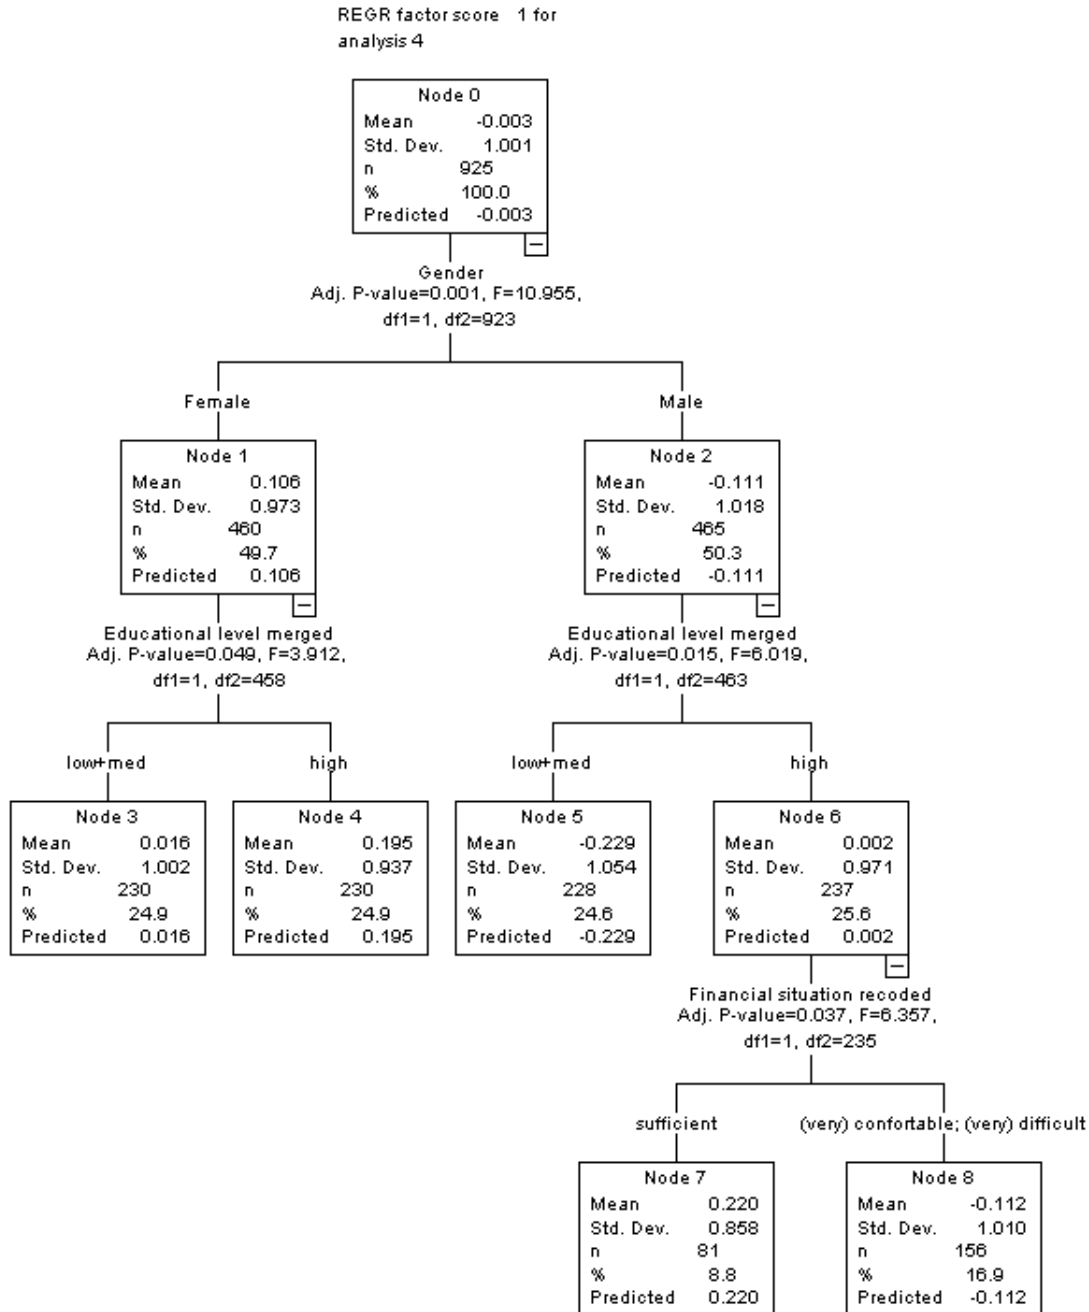 REGR factor score 1 for
analysis 4
Node 0
Mean -0.003
Std. Dev. 1.001
n 925
% 100.0
Predicted -0.003
Gender
Adj. P-value=0.001, F=10.955,
df1=1, df2=923
Female
Male
Node 1
Mean 0.106
Std. Dev. 0.973
n 460
% 49.7
Predicted 0.106
Node 2
Mean -0.111
Std. Dev. 1.018
n 465
% 50.3
Predicted -0.111
Educational level merged
Adj. P-value=0.049, F=3.912,
df1=1, df2=458
Educational level merged
Adj. P-value=0.015, F=6.019,
df1=1, df2=463
low+med
high
low+med
high
Node 3
Mean 0.016
Std. Dev. 1.002
n 230
% 24.9
Predicted 0.016
Node 4
Mean 0.195
Std. Dev. 0.937
n 230
% 24.9
Predicted 0.195
Node 5
Mean -0.229
Std. Dev. 1.054
n 228
% 24.6
Predicted -0.229
Node 6
Mean 0.002
Std. Dev. 0.971
n 237
% 25.6
Predicted 0.002
Financial situation recoded
Adj. P-value=0.037, F=6.357,
df1=1, df2=235
sufficient
(very) confortable; (very) difficult
Node 7
Mean 0.220
Std. Dev. 0.858
n 81
% 8.8
Predicted 0.220
Node 8
Mean -0.112
Std. Dev. 1.010
n 156
% 16.9
Predicted -0.112